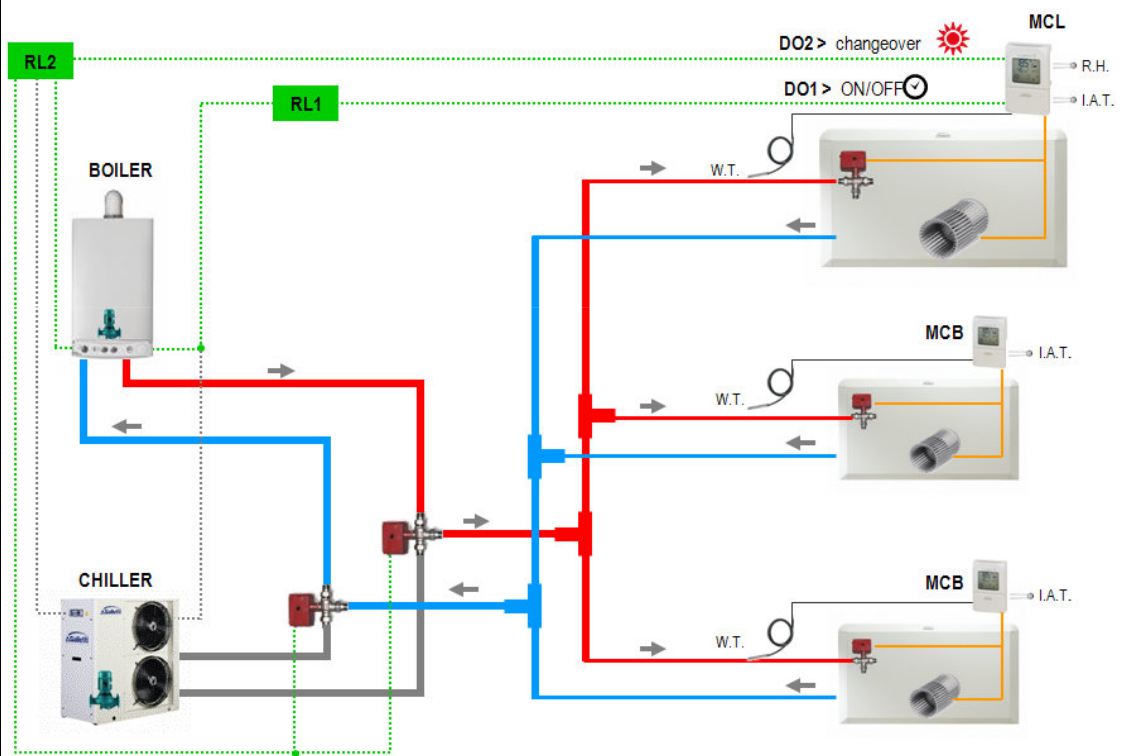 MCL
DO2 > changeover
RL2
R.H.
DO1 > ON/OFF
I.A.T.
RL1
BOILER
W.T.
MCB
I.A.T.
W.T.
CHILLER
MCB
I.A.T.
W.T.